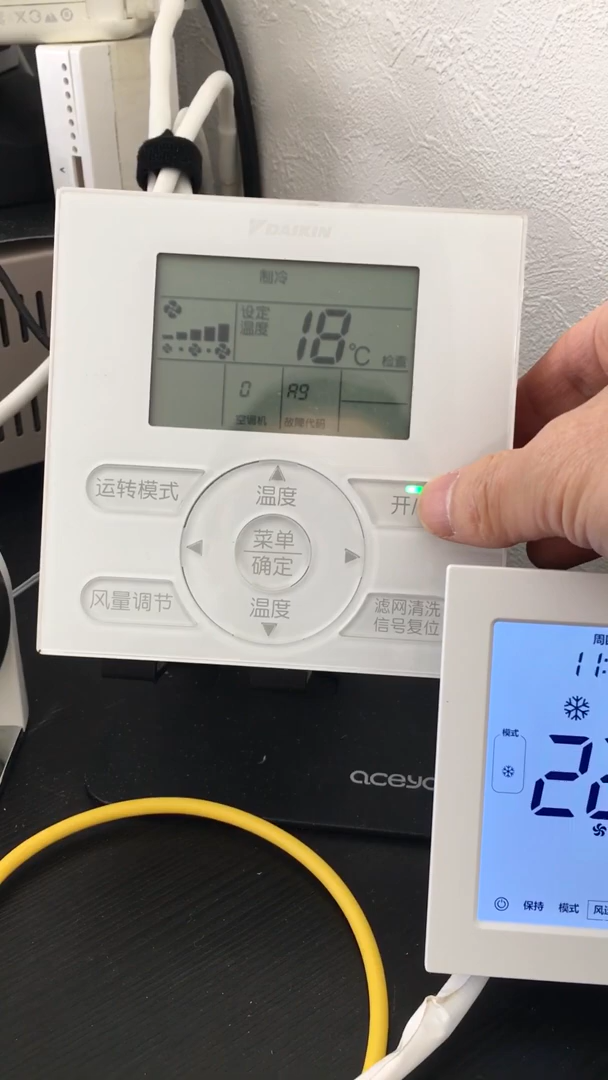 DAIKIN
制冷
设定
温度
18°C
检查
0
A9
空调机
故障代码
运转模式
温度
开/
菜单
确定
风量调节
温度
滤网清洗
信号复位
aceyo
11:
模式
保持
模式